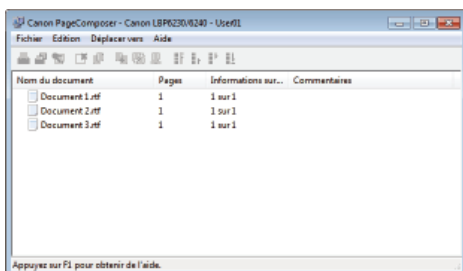 Canon PageComposer - Canon LBP6230/6240 - User01
Fichier Edition Déplacer vers Aide
Nom du document Pages Informations sur... Commentaires
Document 1.rtf 1 1 sur 1
Document 2.rtf 1 1 sur 1
Document 3.rtf 1 1 sur 1
Appuyez sur F1 pour obtenir de l'aide.